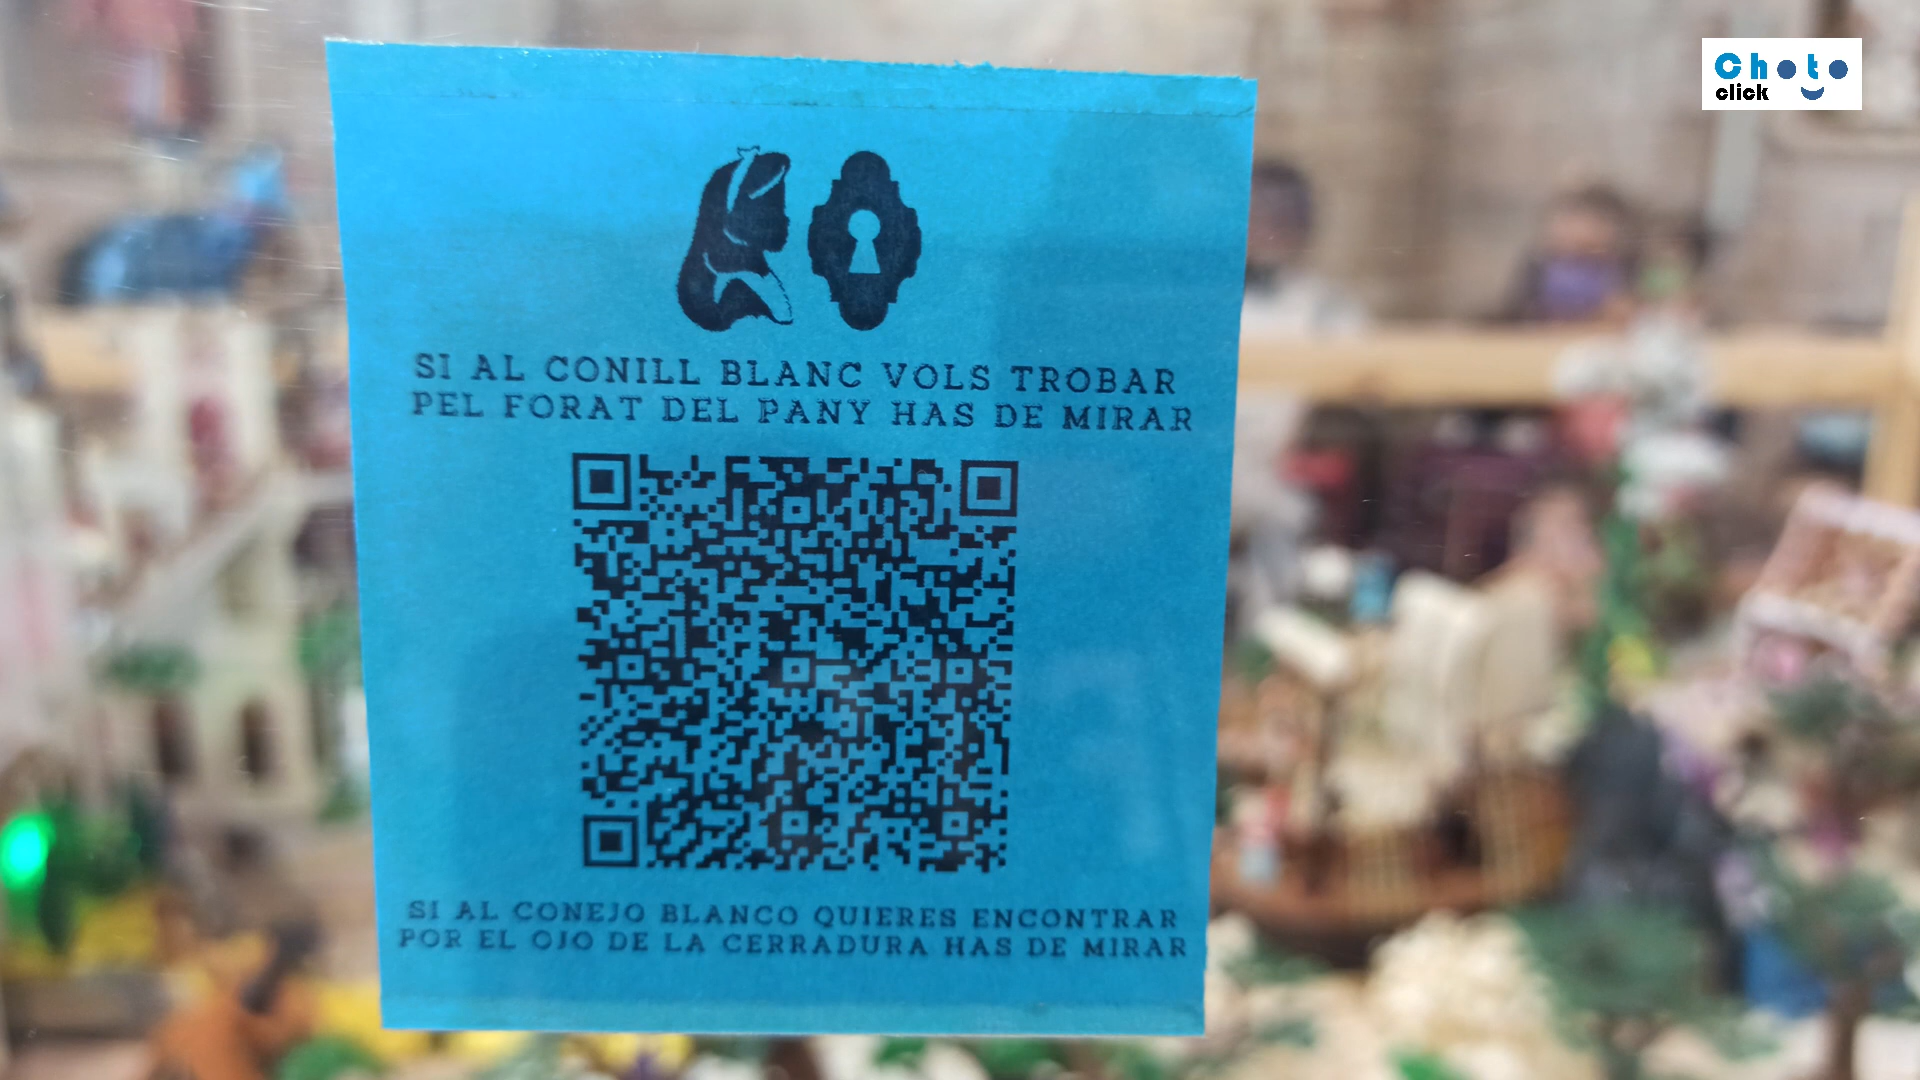 Choto
click
SI AL CONILL BLANC VOLS TROBAR
PEL FORAT DEL PANY HAS DE MIRAR
SI AL CONEJO BLANCO QUIERES ENCONTRAR
POR EL OJO DE LA CERRADURA HAS DE MIRAR